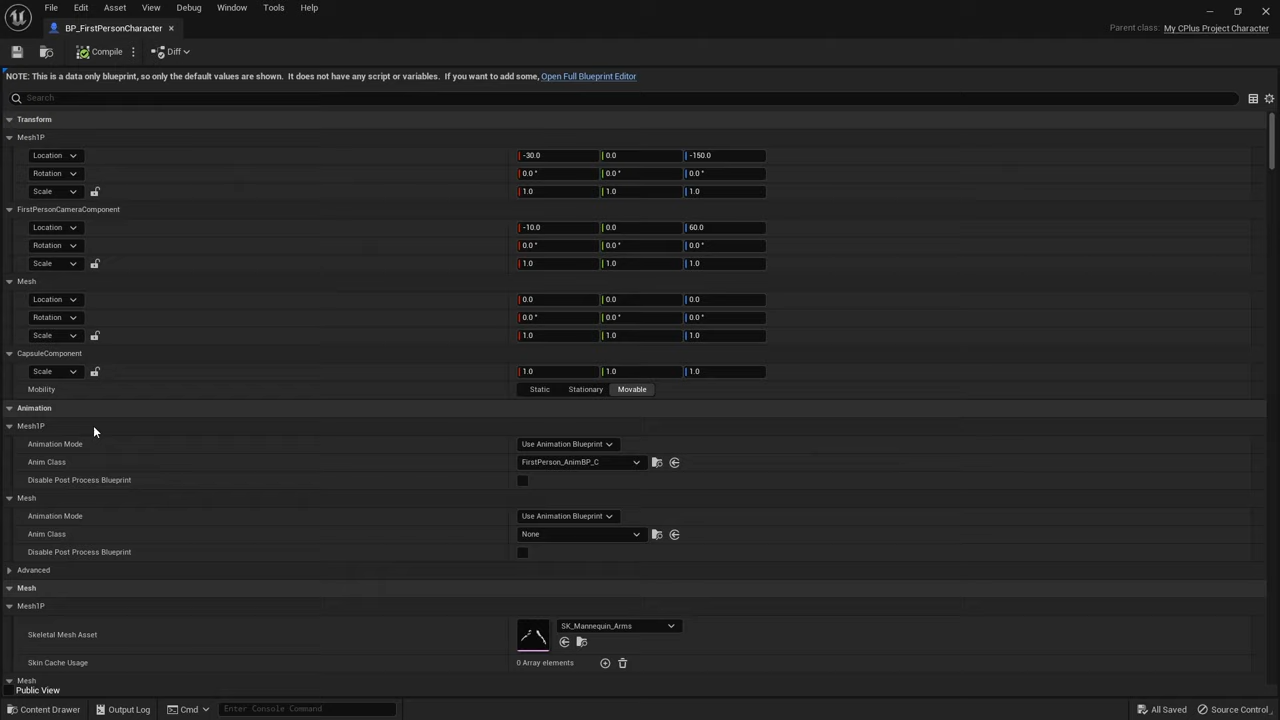 File Edit Asset View Debug Window Tools Help
BP_FirstPersonCharacter
Parent class: My CPlus Project Character
Compile Diff
NOTE: This is a data only blueprint, so only the default values are shown. It does not have any script or variables. If you want to add some, Open Full Blueprint Editor
Search
Transform
Mesh1P
Location -30.0 0.0 -150.0
Rotation 0.0 ° 0.0 ° 0.0 °
Scale 1.0 1.0 1.0
FirstPersonCameraComponent
Location -10.0 0.0 60.0
Rotation 0.0 ° 0.0 ° 0.0 °
Scale 1.0 1.0 1.0
Mesh
Location 0.0 0.0 0.0
Rotation 0.0 ° 0.0 ° 0.0 °
Scale 1.0 1.0 1.0
CapsuleComponent
Scale 1.0 1.0 1.0
Mobility Static Stationary Movable
Animation
Mesh1P
Animation Mode Use Animation Blueprint
Anim Class FirstPerson_AnimBP_C
Disable Post Process Blueprint
Mesh
Animation Mode Use Animation Blueprint
Anim Class None
Disable Post Process Blueprint
Advanced
Mesh
Mesh1P
Skeletal Mesh Asset SK_Mannequin_Arms
Skin Cache Usage 0 Array elements
Mesh
Public View
Content Drawer Output Log Cmd Enter Console Command All Saved Source Control